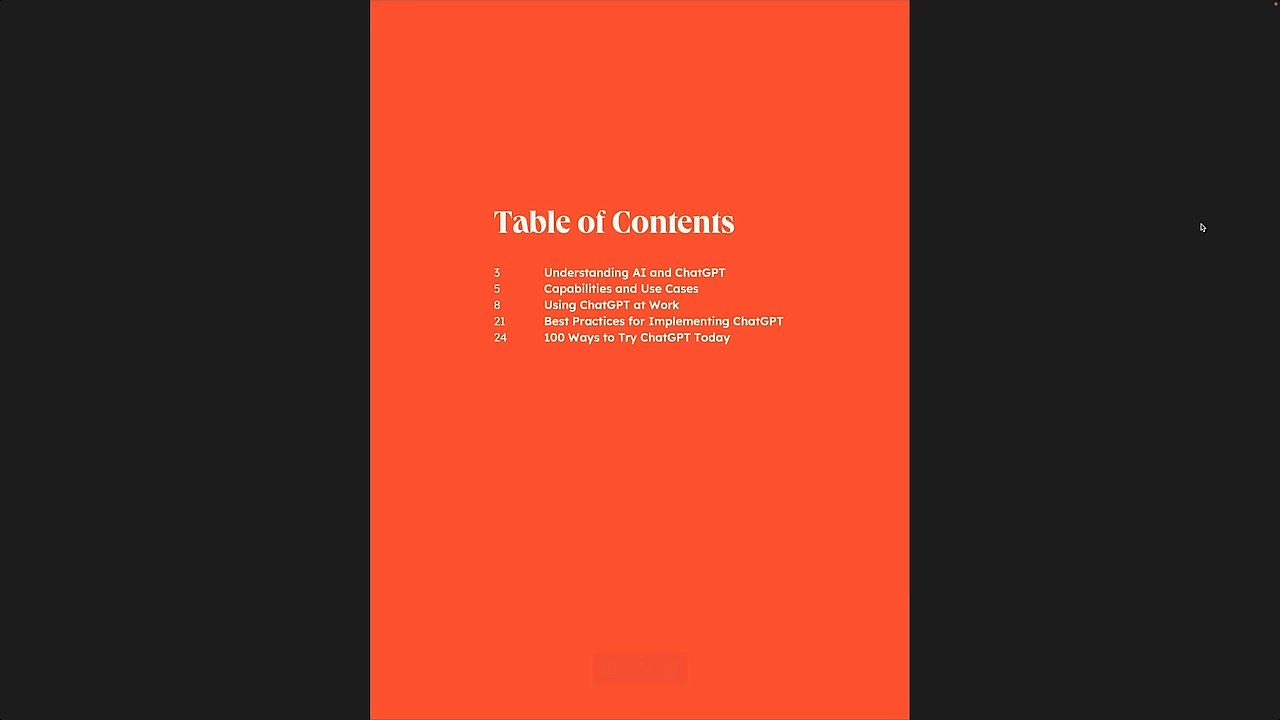 Table of Contents
3 Understanding AI and ChatGPT
5 Capabilities and Use Cases
8 Using ChatGPT at Work
21 Best Practices for Implementing ChatGPT
24 100 Ways to Try ChatGPT Today